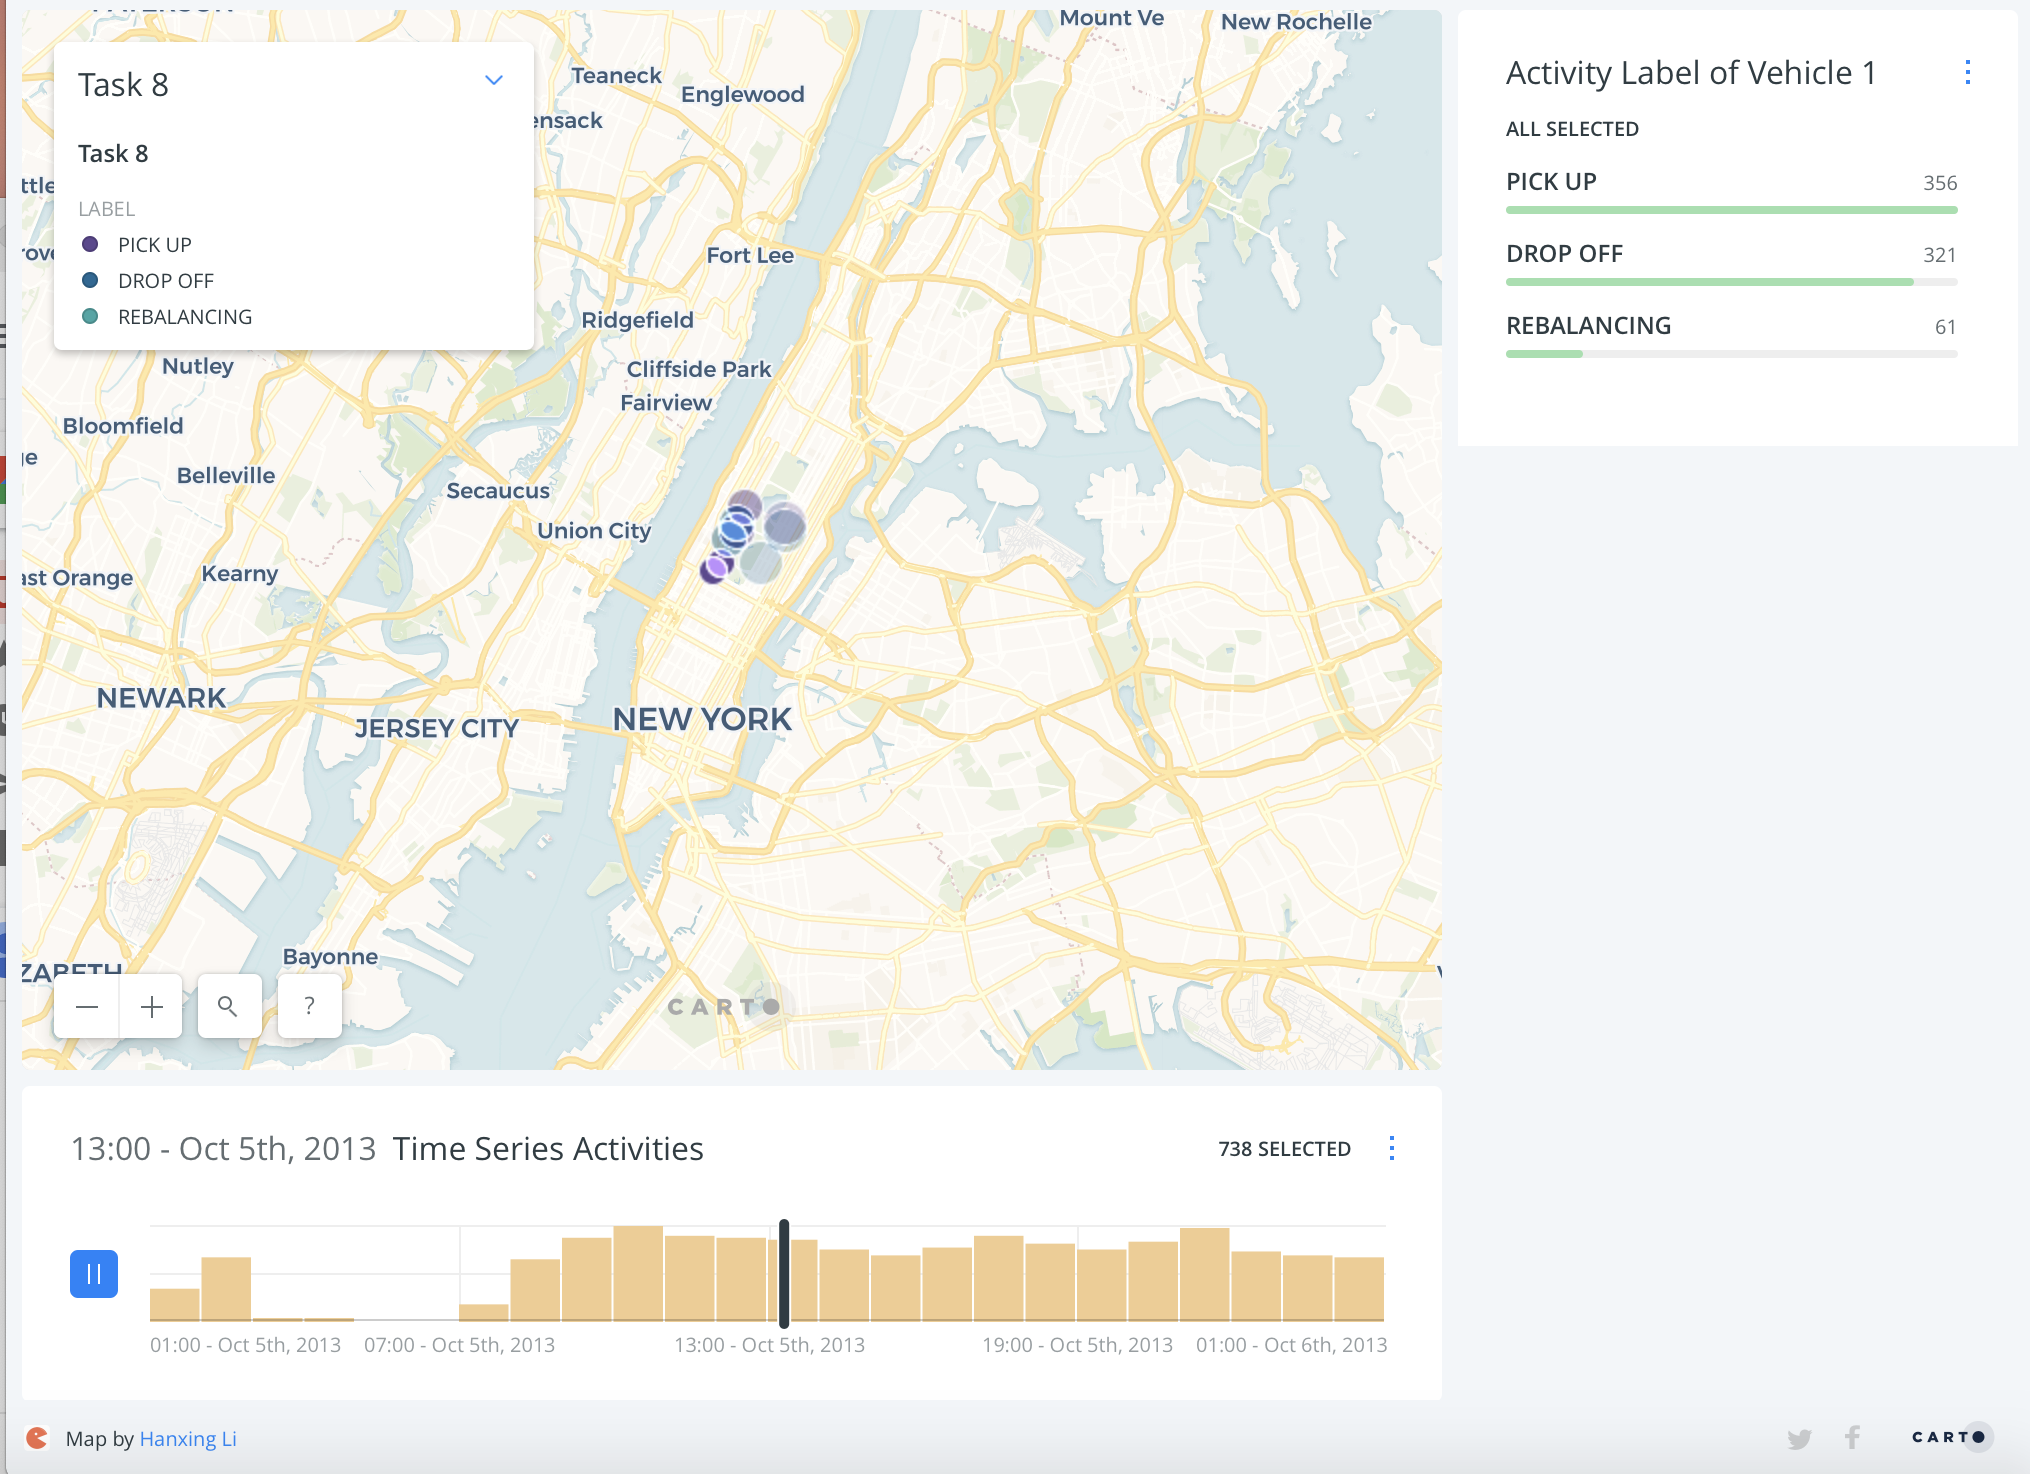 Mount Ve
New Rochelle
Task 8
Teaneck
Englewood
ensack
Task 8
LABEL
PICK UP
DROP OFF
REBALANCING
Fort Lee
Ridgefield
Nutley
Cliffside Park
Fairview
Bloomfield
Belleville
Secaucus
Union City
ast Orange
Kearny
NEWARK
JERSEY CITY
NEW YORK
Bayonne
ZABETH
?
CARTO
Activity Label of Vehicle 1
ALL SELECTED
PICK UP 356
DROP OFF 321
REBALANCING 61
13:00 - Oct 5th, 2013 Time Series Activities 738 SELECTED
01:00 - Oct 5th, 2013 07:00 - Oct 5th, 2013 13:00 - Oct 5th, 2013 19:00 - Oct 5th, 2013 01:00 - Oct 6th, 2013
Map by Hanxing Li
CARTO